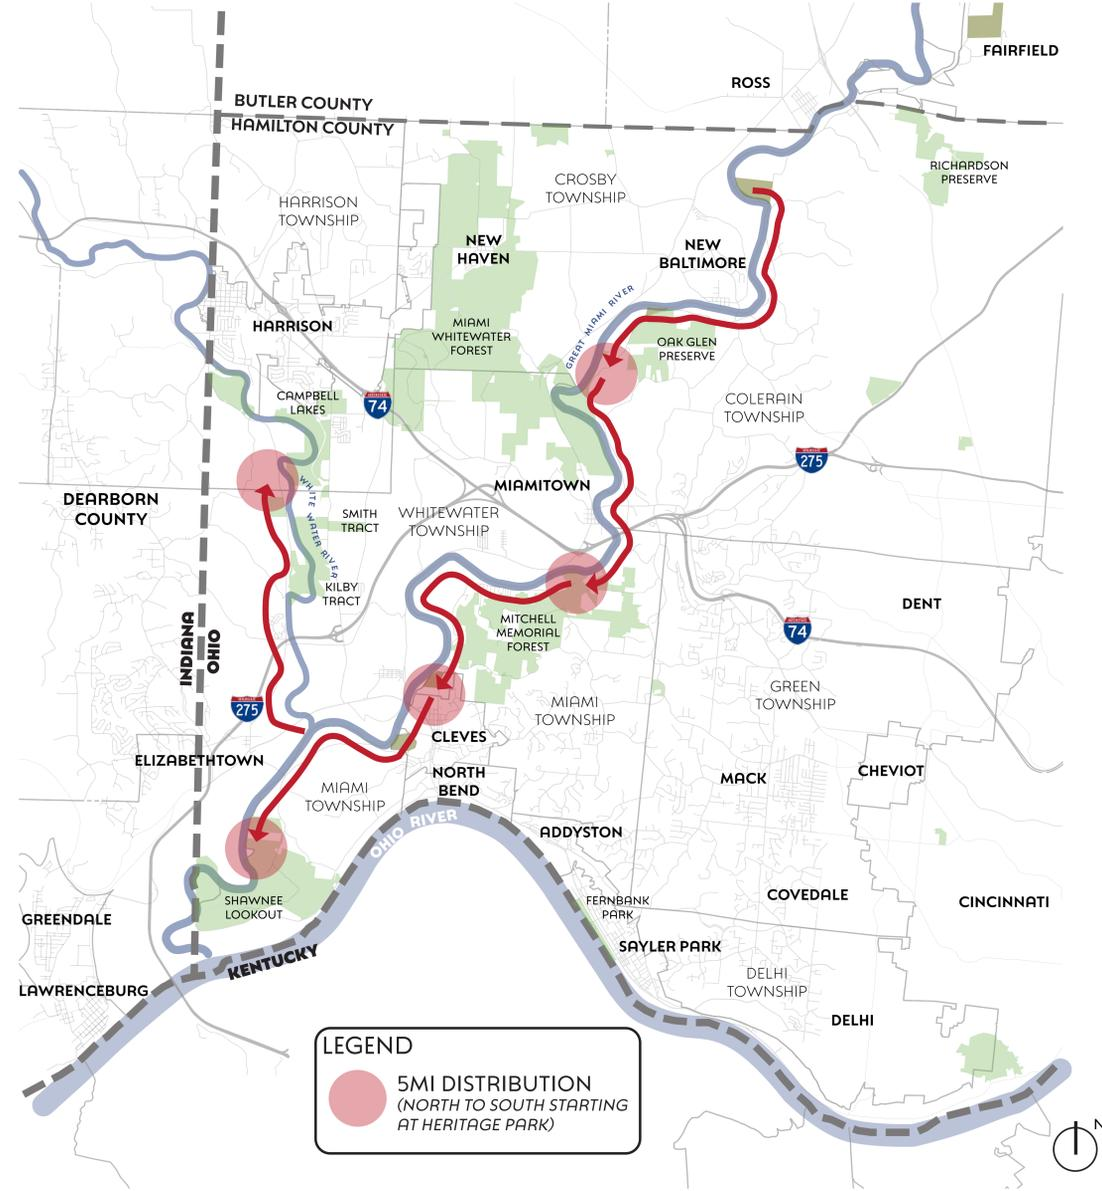 FAIRFIELD
ROSS
BUTLER COUNTY
HAMILTON COUNTY
RICHARDSON
PRESERVE
CROSBY
TOWNSHIP
HARRISON
TOWNSHIP
NEW
HAVEN
NEW
BALTIMORE
GREAT MIAMI RIVER
HARRISON
MIAMI
WHITEWATER
FOREST
OAK GLEN
PRESERVE
CAMPBELL
LAKES
74
COLERAIN
TOWNSHIP
275
MIAMITOWN
DEARBORN
COUNTY
WHITE WATER RIVER
SMITH
TRACT
WHITEWATER
TOWNSHIP
KILBY
TRACT
DENT
MITCHELL
MEMORIAL
FOREST
74
INDIANA
OHIO
GREEN
TOWNSHIP
MIAMI
TOWNSHIP
275
CLEVES
ELIZABETHTOWN
NORTH
BEND
MACK
CHEVIOT
MIAMI
TOWNSHIP
OHIO RIVER
ADDYSTON
COVEDALE
CINCINNATI
SHAWNEE
LOOKOUT
FERNBANK
PARK
GREENDALE
SAYLER PARK
KENTUCKY
DELHI
TOWNSHIP
LAWRENCEBURG
DELHI
LEGEND
5MI DISTRIBUTION
(NORTH TO SOUTH STARTING
AT HERITAGE PARK)
N